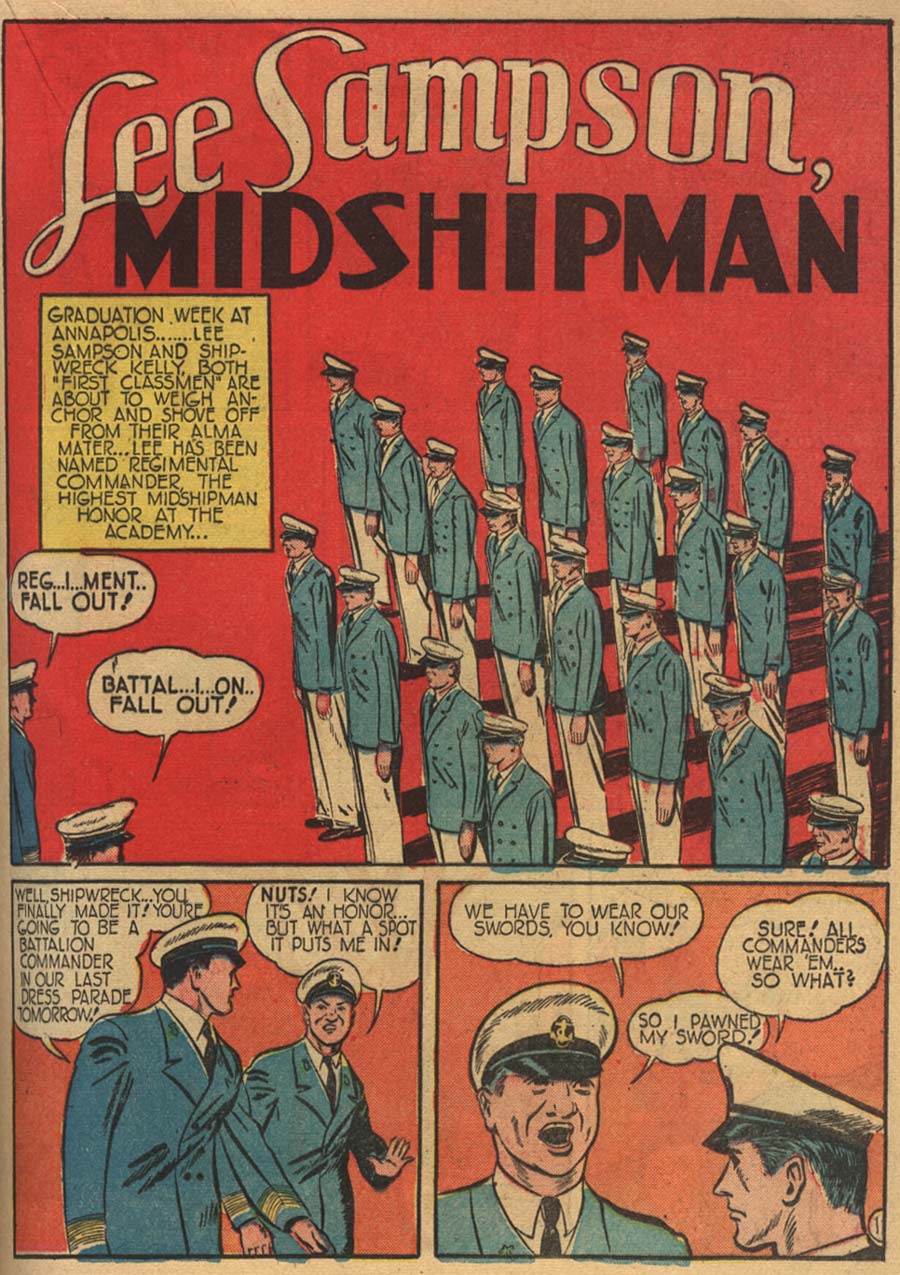 Lee Sampson,
MIDSHIPMAN
GRADUATION WEEK AT
ANNAPOLIS.......LEE
SAMPSON AND SHIP-
WRECK KELLY, BOTH
"FIRST CLASSMEN" ARE
ABOUT TO WEIGH AN-
CHOR AND SHOVE OFF
FROM THEIR ALMA
MATER...LEE HAS BEEN
NAMED REGIMENTAL
COMMANDER, THE
HIGHEST MIDSHIPMAN
HONOR AT THE
ACADEMY...
REG...I...MENT..
FALL OUT!
BATTAL...I...ON..
FALL OUT!
WELL, SHIPWRECK...YOU
FINALLY MADE IT! YOU'RE
GOING TO BE A
BATTALION
COMMANDER
IN OUR LAST
DRESS PARADE
TOMORROW!
NUTS! I KNOW
IT'S AN HONOR...
BUT WHAT A SPOT
IT PUTS ME IN!
WE HAVE TO WEAR OUR
SWORDS, YOU KNOW!
SURE! ALL
COMMANDERS
WEAR 'EM..
SO WHAT?
SO I PAWNED
MY SWORD!
1